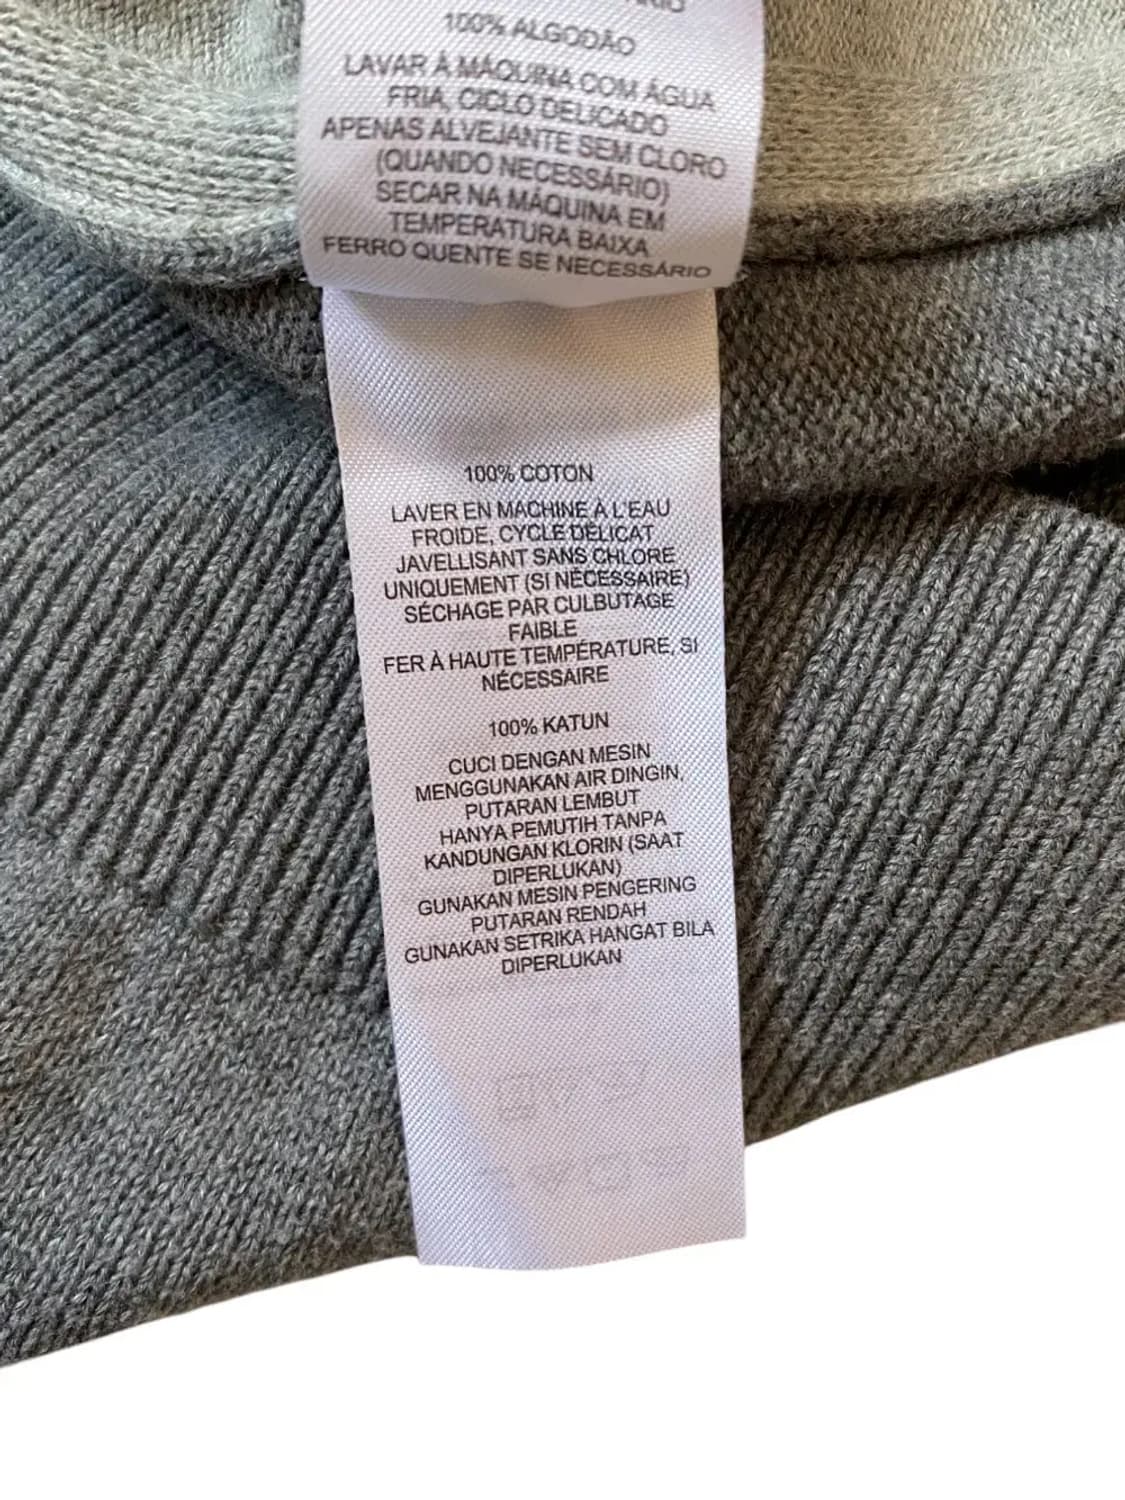 100% ALGODÃO
LAVAR À MÁQUINA COM ÁGUA
FRIA, CICLO DELICADO
APENAS ALVEJANTE SEM CLORO
(QUANDO NECESSÁRIO)
SECAR NA MÁQUINA EM
TEMPERATURA BAIXA
FERRO QUENTE SE NECESSÁRIO
100% COTON
LAVER EN MACHINE À L'EAU
FROIDE, CYCLE DÉLICAT
JAVELLISANT SANS CHLORE
UNIQUEMENT (SI NÉCESSAIRE)
SÉCHAGE PAR CULBUTAGE
FAIBLE
FER À HAUTE TEMPÉRATURE, SI
NÉCESSAIRE
100% KATUN
CUCI DENGAN MESIN
MENGGUNAKAN AIR DINGIN,
PUTARAN LEMBUT
HANYA PEMUTIH TANPA
KANDUNGAN KLORIN (SAAT
DIPERLUKAN)
GUNAKAN MESIN PENGERING
PUTARAN RENDAH
GUNAKAN SETRIKA HANGAT BILA
DIPERLUKAN